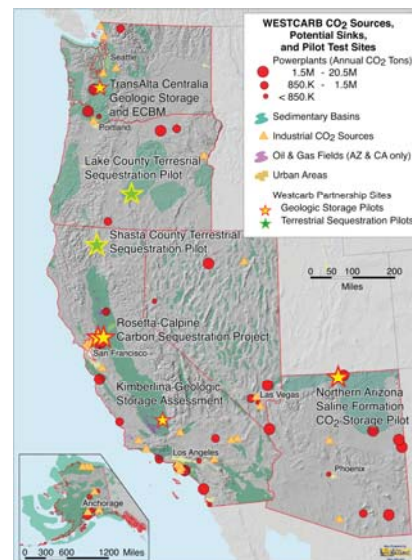 WESTCARB CO2 Sources,
Potential Sinks,
and Pilot Test Sites
Powerplants (Annual CO2 Tons)
1.5M - 20.5M
850.K - 1.5M
< 850.K
Sedimentary Basins
Industrial CO2 Sources
Oil & Gas Fields (AZ & CA only)
Urban Areas
Westcarb Partnership Sites
Geologic Storage Pilots
Terrestrial Sequestration Pilots
Seattle
TransAlta Centralia
Geologic Storage
and ECBM
Portland
Lake County Terresrial
Sequestration Pilot
Shasta County Terrestrial
Sequestration Pilot
0 50 100 200
Miles
Rosetta-Calpine
Carbon Sequestration Project
San Francisco
Kimberlina Geologic
Storage Assessment
Las Vegas
Northern Arizona
Saline Formation
CO2 Storage Pilot
Los Angeles
Phoenix
Anchorage
0 300 600 1200 Miles